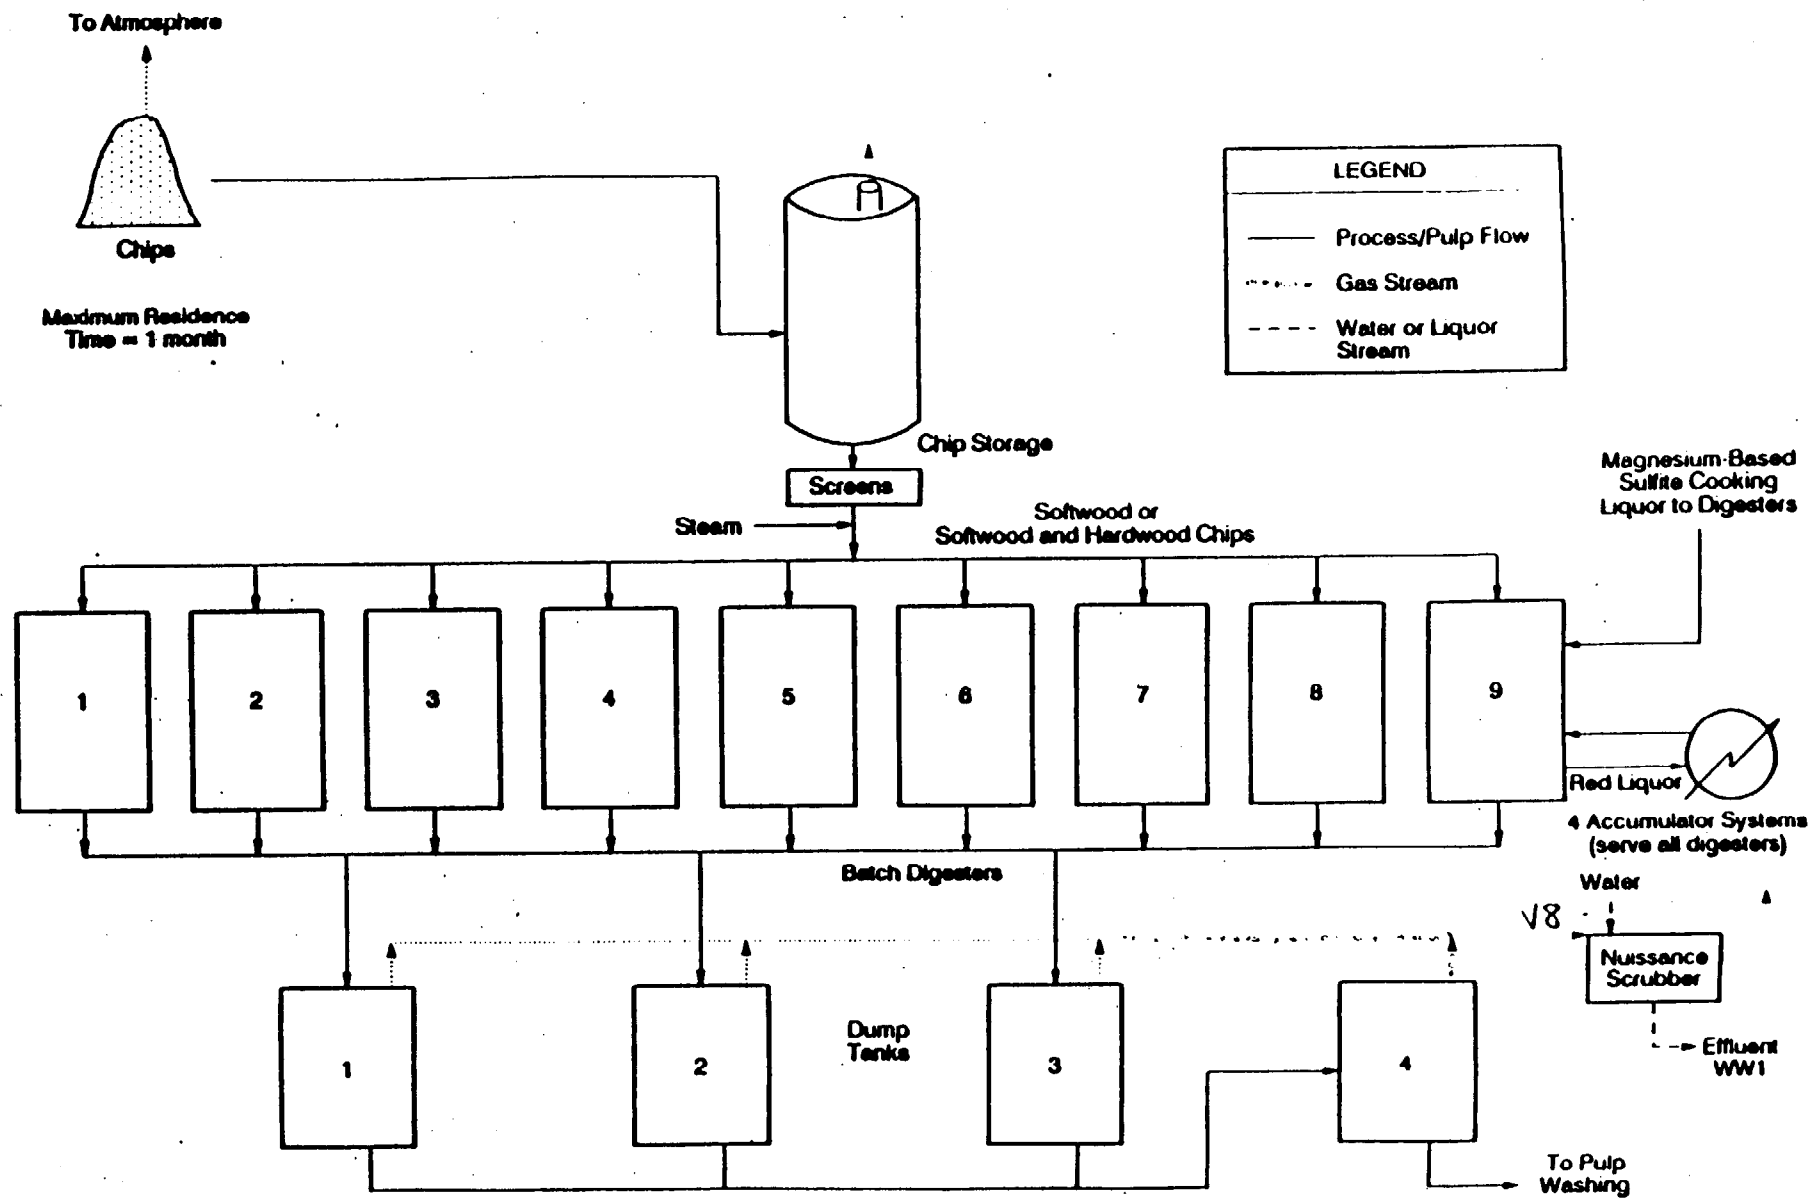 To Atmosphere
Chips
Maximum Residence
Time = 1 month
LEGEND
Process/Pulp Flow
Gas Stream
Water or Liquor
Stream
Chip Storage
Screens
Steam
Softwood or
Softwood and Hardwood Chips
Magnesium-Based
Sulfite Cooking
Liquor to Digesters
1
2
3
4
5
6
7
8
9
Red Liquor
4 Accumulator Systems
(serve all digesters)
Batch Digesters
Water
V8
Nuissance
Scrubber
Effluent
WW1
Dump
Tanks
1
2
3
4
To Pulp
Washing